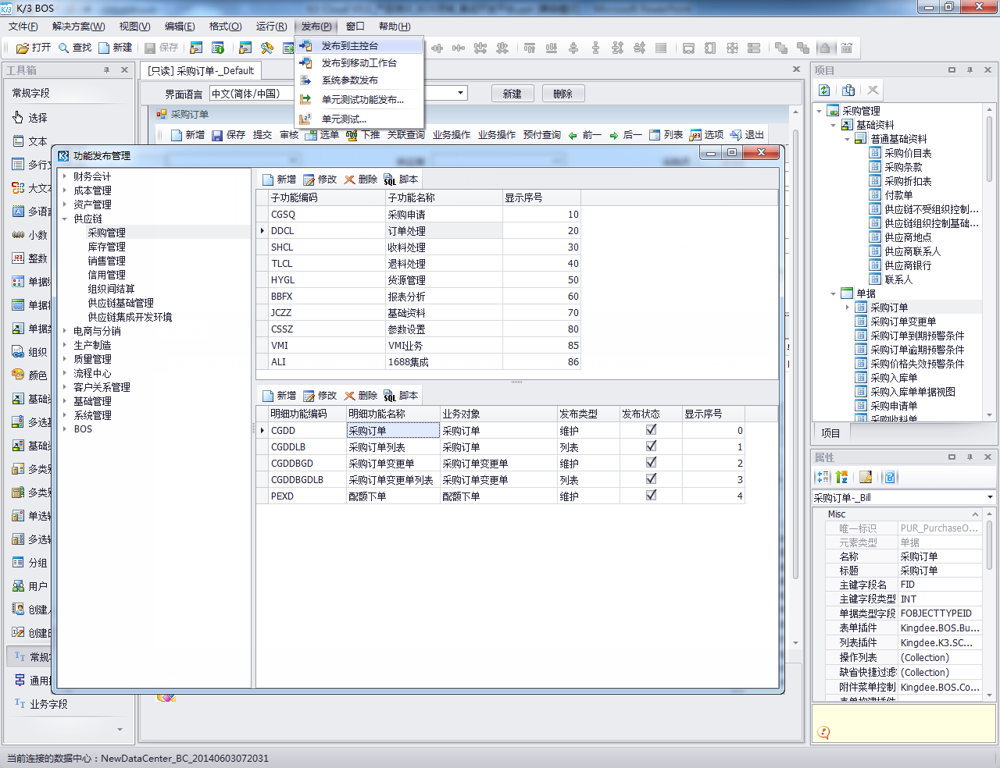 K/3 BOS
文件(F) 解决方案(W) 视图(V) 编辑(E) 格式(O) 运行(R) 发布(P) 窗口 帮助(H)
打开 查找 新建 保存
发布到主控台
发布到移动工作台
系统参数发布
单元测试功能发布...
单元测试...
工具箱
常规字段
选择
文本
多行文
大文本
多语言
小数
整数
单据
单据
单据类
组织
颜色
基础资
多选基
基础资
多类别
多类别
单选辅
多选辅
分组
用户
创建人
创建日
常规字
通用
业务字段
[只读] 采购订单-_Default
界面语言 中文(简体/中国) 新建 删除
采购订单
新增 保存 提交 审核 选单 下推 关联查询 业务操作 业务操作 预付查询 前一 后一 列表 选项 退出
功能发布管理
财务会计
成本管理
资产管理
供应链
采购管理
库存管理
销售管理
信用管理
组织间结算
供应链基础管理
供应链集成开发环境
电商与分销
生产制造
质量管理
流程中心
客户关系管理
基础管理
系统管理
BOS
新增 修改 删除 SQL 脚本
子功能编码 子功能名称 显示序号
CGSQ 采购申请 10
DDCL 订单处理 20
SHCL 收料处理 30
TLCL 退料处理 40
HYGL 货源管理 50
BBFX 报表分析 60
JCZZ 基础资料 70
CSSZ 参数设置 80
VMI VMI业务 85
ALI 1688集成 86
新增 修改 删除 SQL 脚本
明细功能编码 明细功能名称 业务对象 发布类型 发布状态 显示序号
CGDD 采购订单 采购订单 维护 0
CGDDLB 采购订单列表 采购订单 列表 1
CGDDBGD 采购订单变更单 采购订单变更单 维护 2
CGDDBGDLB 采购订单变更单列表 采购订单变更单 列表 3
PEXD 配额下单 配额下单 维护 4
项目
采购管理
基础资料
普通基础资料
采购价目表
采购条款
采购折扣表
付款单
供应链不受组织控制...
供应链组织控制基础...
供应商地点
供应商联系人
供应商银行
联系人
单据
采购订单
采购订单变更单
采购订单到期预警条件
采购订单逾期预警条件
采购价格失效预警条件
采购入库单
采购入库单单据视图
采购申请单
采购收料单
项目
属性
采购订单-_Bill
Misc
唯一标识 PUR_PurchaseO...
元素类型 单据
名称 采购订单
标题 采购订单
主键字段名 FID
主键字段类型 INT
单据类型字段 FOBJECTTYPEID
表单插件 Kingdee.BOS.Bu...
列表插件 Kingdee.K3.SC...
操作列表 (Collection)
缺省快捷过滤 (Collection)
附件菜单控制 Kingdee.BOS.Co...
表单构建插件
当前连接的数据中心：NewDataCenter_BC_20140603072031